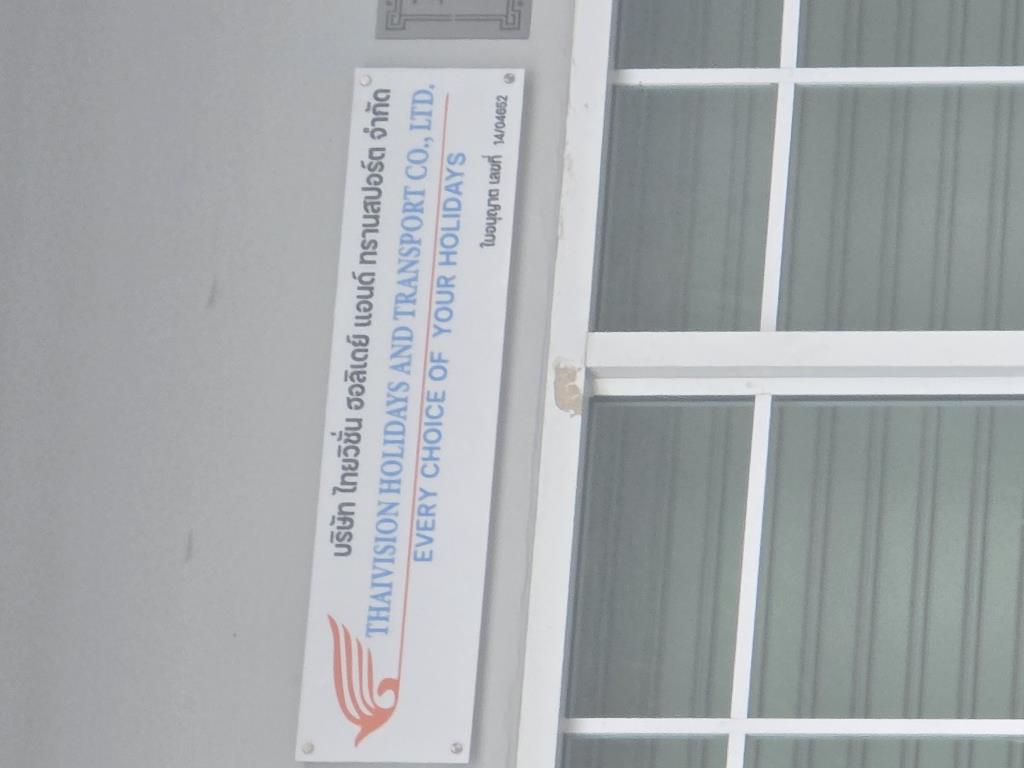 บริษัท ไทยวิชั่น ฮอลิเดย์ แอนด์ ทรานสปอร์ต จำกัด
THAIVISION HOLIDAYS AND TRANSPORT CO., LTD.
EVERY CHOICE OF YOUR HOLIDAYS
ใบอนุญาต เลขที่ 14/04652